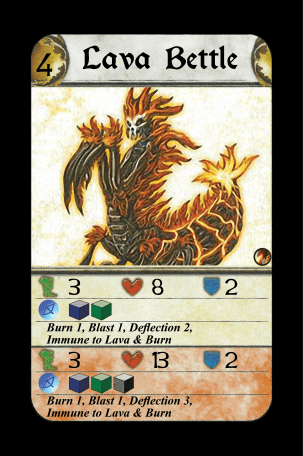 4 Lava Bettle
3 8 2
Burn 1, Blast 1, Deflection 2,
Immune to Lava & Burn
3 13 2
Burn 1, Blast 1, Deflection 3,
Immune to Lava & Burn